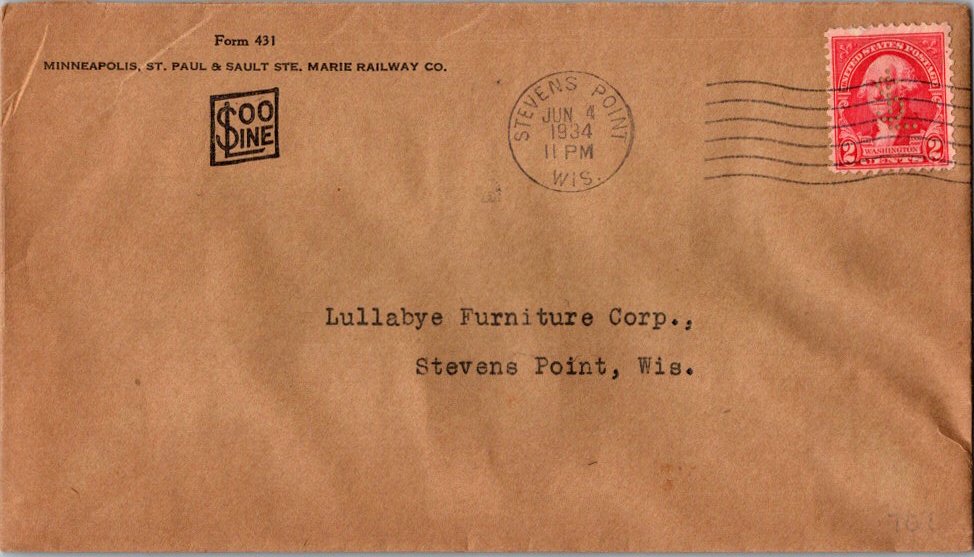 Form 431
MINNEAPOLIS, ST. PAUL & SAULT STE. MARIE RAILWAY CO.
$OO
LINE
STEVENS POINT
JUN 4
1934
11 PM
WIS.
UNITED STATES POSTAGE
2 WASHINGTON 2
CENTS
Lullabye Furniture Corp.,
Stevens Point, Wis.